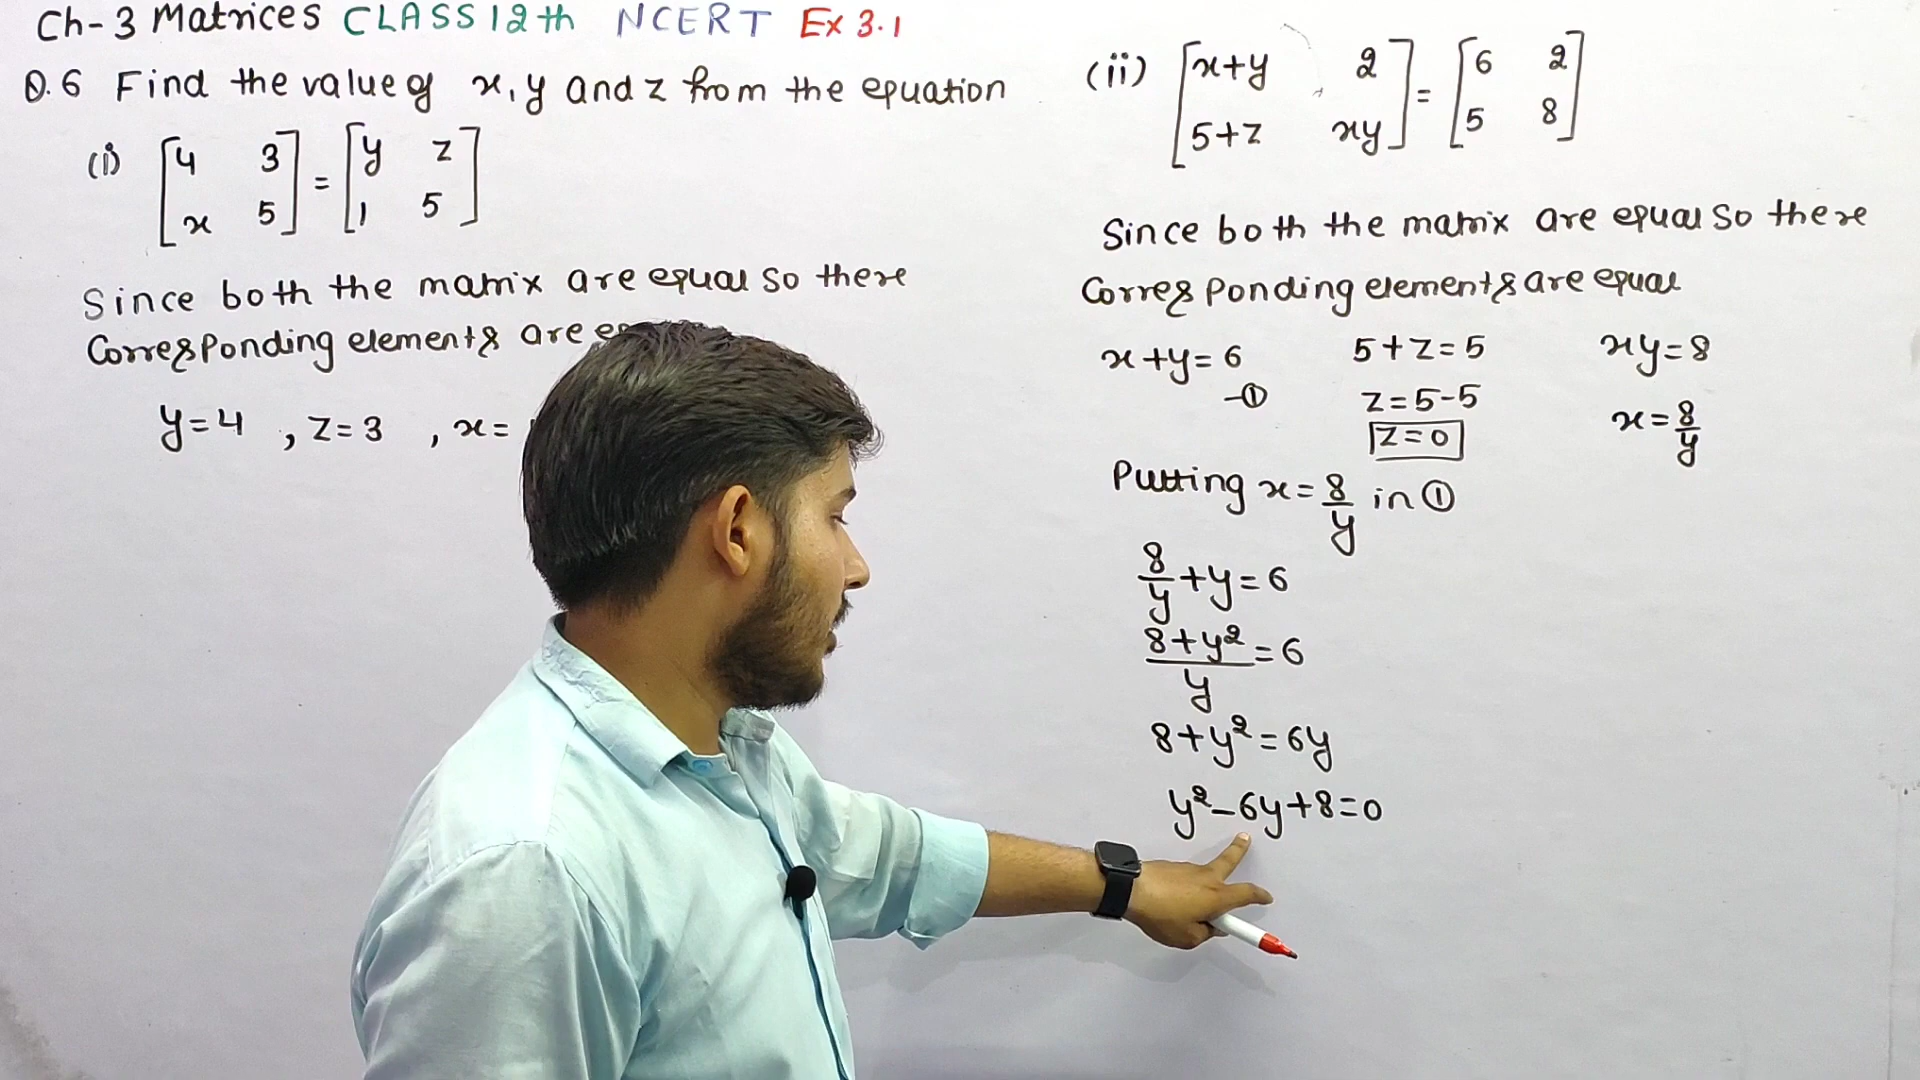 Ch-3 Matrices CLASS 12th NCERT Ex 3.1
Q.6 Find the value of x, y and z from the equation
(i) [4 3
x 5] = [y z
1 5]
Since both the matrix are equal so there
Corresponding elements are
y=4 , z=3 , x=
(ii) [x+y 2
5+z xy] = [6 2
5 8]
Since both the matrix are equal so there
Corresponding elements are equal
x+y=6 -① 5+z=5 xy=8
z=5-5 x=8/y
z=0
Putting x=8/y in ①
8/y+y=6
(8+y²)/y=6
8+y²=6y
y²-6y+8=0